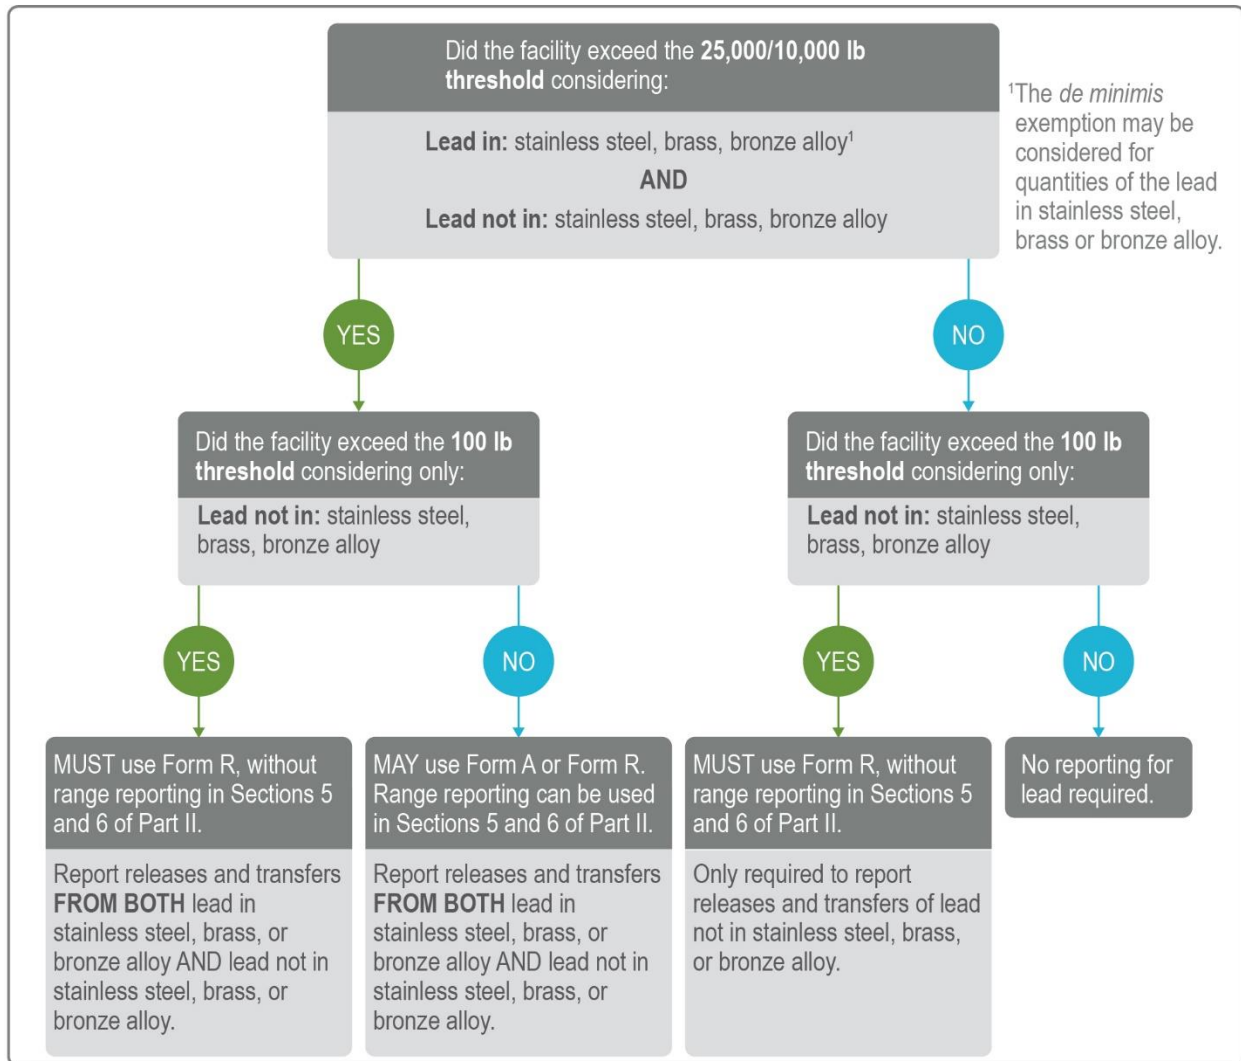 Did the facility exceed the 25,000/10,000 lb
threshold considering:
Lead in: stainless steel, brass, bronze alloy¹
AND
Lead not in: stainless steel, brass, bronze alloy
¹The de minimis
exemption may be
considered for
quantities of the lead
in stainless steel,
brass or bronze alloy.
YES
NO
Did the facility exceed the 100 lb
threshold considering only:
Lead not in: stainless steel,
brass, bronze alloy
Did the facility exceed the 100 lb
threshold considering only:
Lead not in: stainless steel,
brass, bronze alloy
YES
NO
YES
NO
MUST use Form R, without
range reporting in Sections 5
and 6 of Part II.
Report releases and transfers
FROM BOTH lead in
stainless steel, brass, or
bronze alloy AND lead not in
stainless steel, brass, or
bronze alloy.
MAY use Form A or Form R.
Range reporting can be used
in Sections 5 and 6 of Part II.
Report releases and transfers
FROM BOTH lead in
stainless steel, brass, or
bronze alloy AND lead not in
stainless steel, brass, or
bronze alloy.
MUST use Form R, without
range reporting in Sections 5
and 6 of Part II.
Only required to report
releases and transfers of lead
not in stainless steel, brass,
or bronze alloy.
No reporting for
lead required.